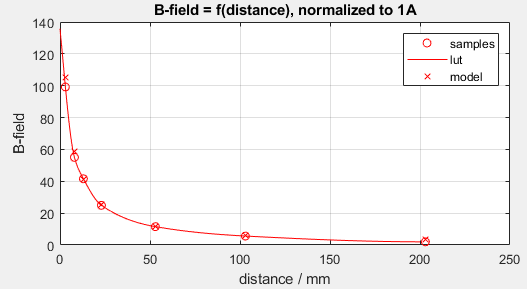 B-field = f(distance), normalized to 1A
140
120
100
80
60
40
20
0
B-field
samples
lut
model
0 50 100 150 200 250
distance / mm